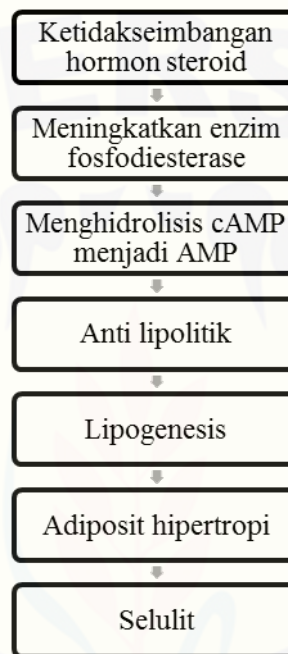 Ketidakseimbangan
hormon steroid
Meningkatkan enzim
fosfodiesterase
Menghidrolisis cAMP
menjadi AMP
Anti lipolitik
Lipogenesis
Adiposit hipertropi
Selulit